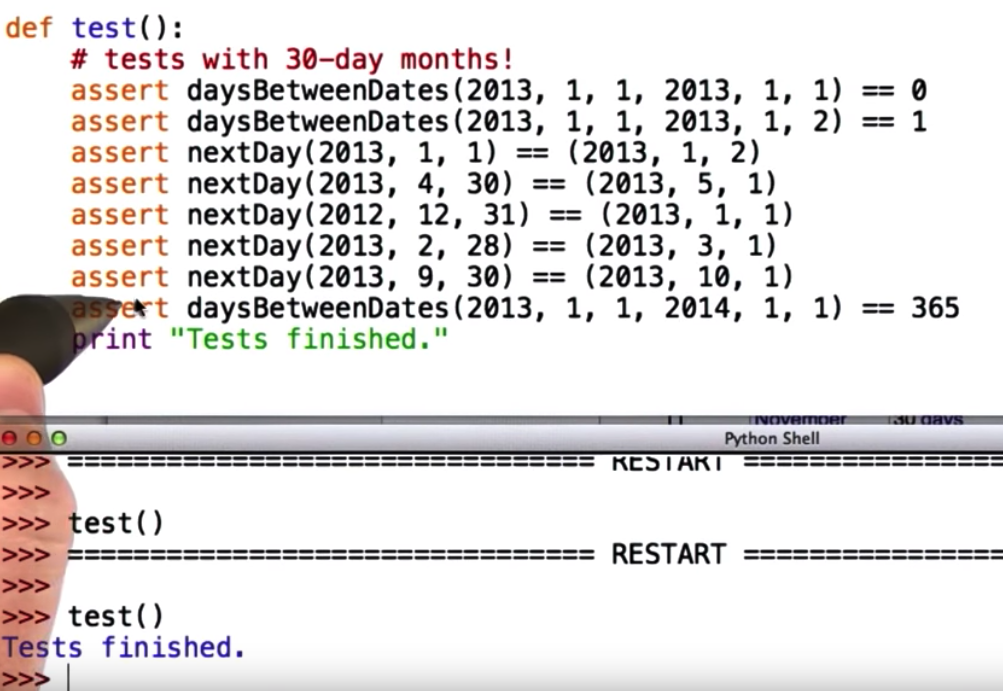 def test():
    # tests with 30-day months!
    assert daysBetweenDates(2013, 1, 1, 2013, 1, 1) == 0
    assert daysBetweenDates(2013, 1, 1, 2013, 1, 2) == 1
    assert nextDay(2013, 1, 1) == (2013, 1, 2)
    assert nextDay(2013, 4, 30) == (2013, 5, 1)
    assert nextDay(2012, 12, 31) == (2013, 1, 1)
    assert nextDay(2013, 2, 28) == (2013, 3, 1)
    assert nextDay(2013, 9, 30) == (2013, 10, 1)
    assert daysBetweenDates(2013, 1, 1, 2014, 1, 1) == 365
    print "Tests finished."
November 30 days
Python Shell
>>> ================================ RESTART ================
>>>
>>> test()
>>> ================================ RESTART ================
>>>
>>> test()
Tests finished.
>>>